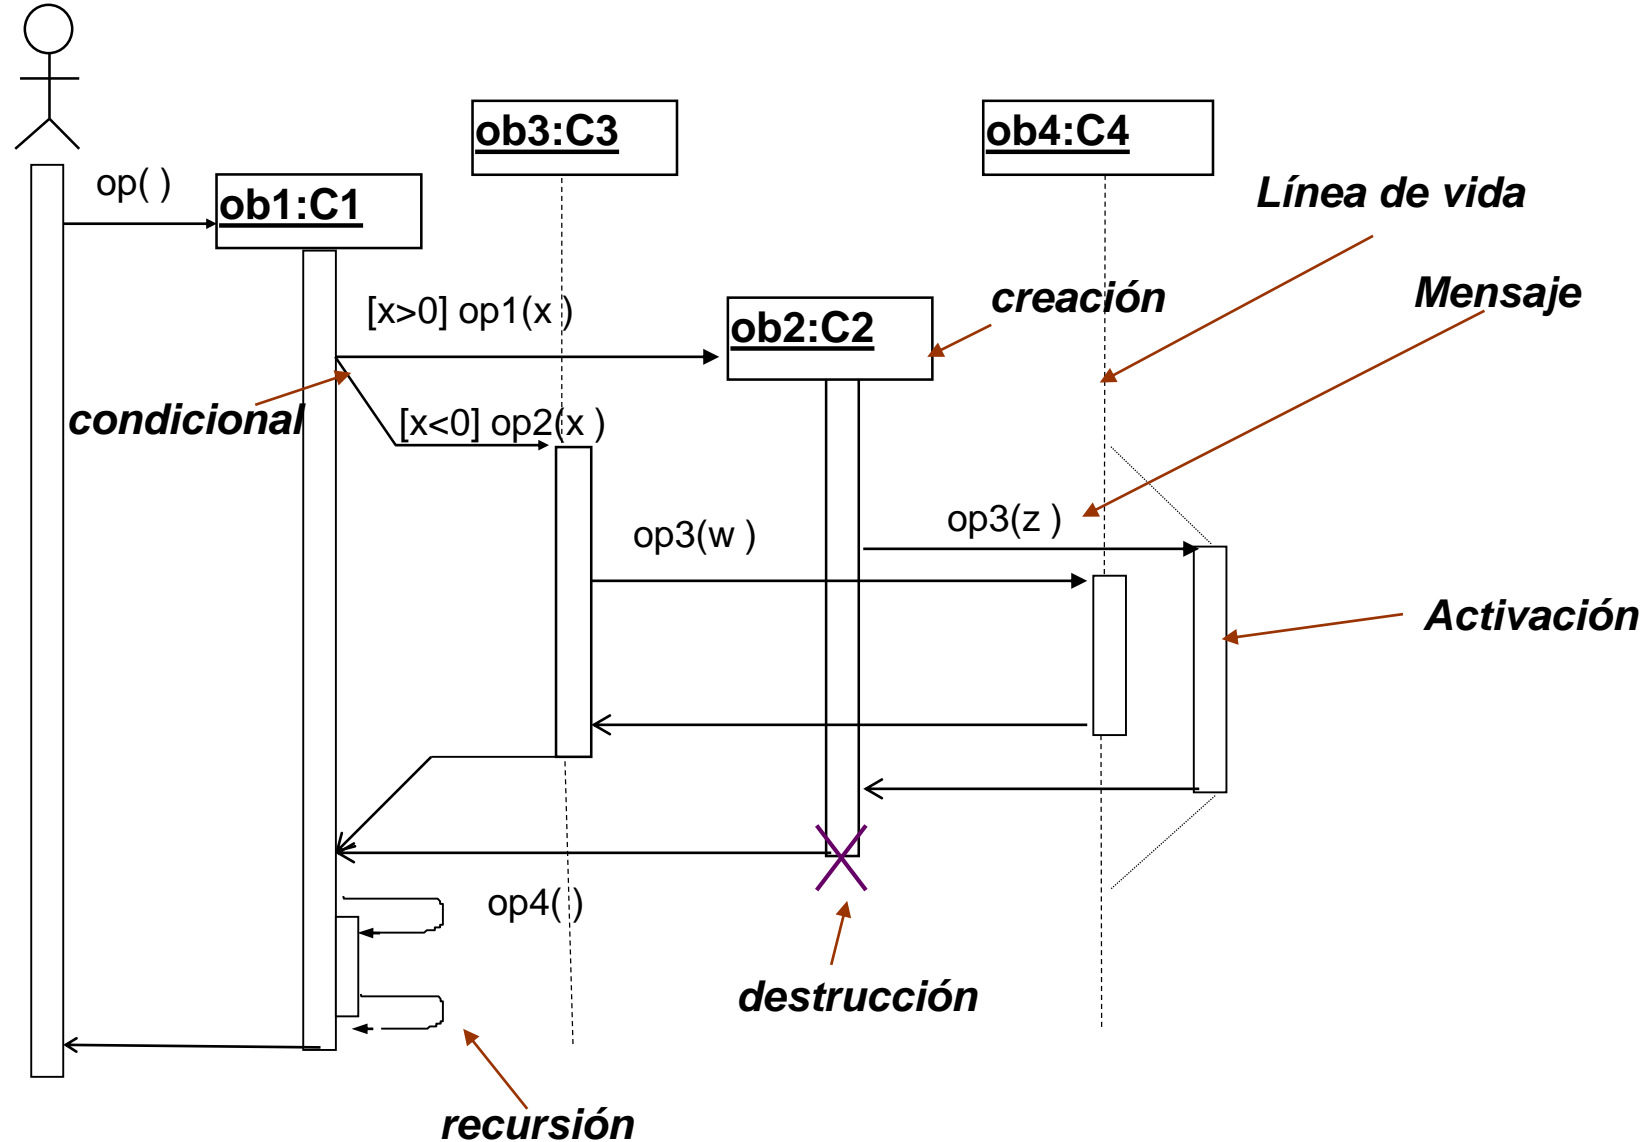 ob3:C3
ob4:C4
op( )
ob1:C1
Línea de vida
creación
Mensaje
[x>0] op1(x )
ob2:C2
condicional
[x<0] op2(x )
op3(w )
op3(z )
Activación
op4( )
destrucción
recursión